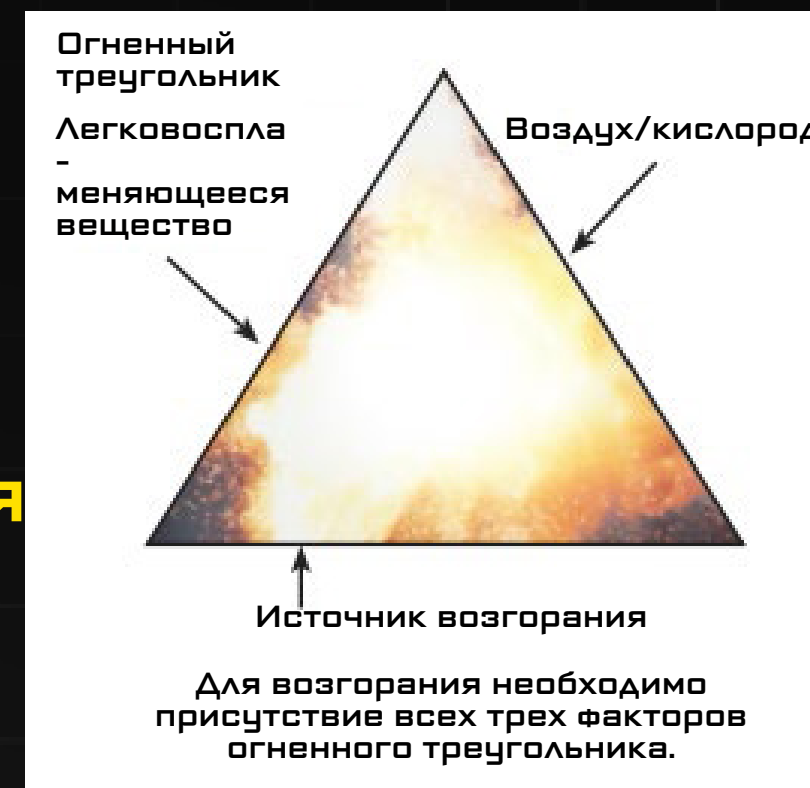 Огненный
треугольник
Легковоспла
-
меняющееся
вещество
Воздух/кислород
я
Источник возгорания
Для возгорания необходимо
присутствие всех трех факторов
огненного треугольника.